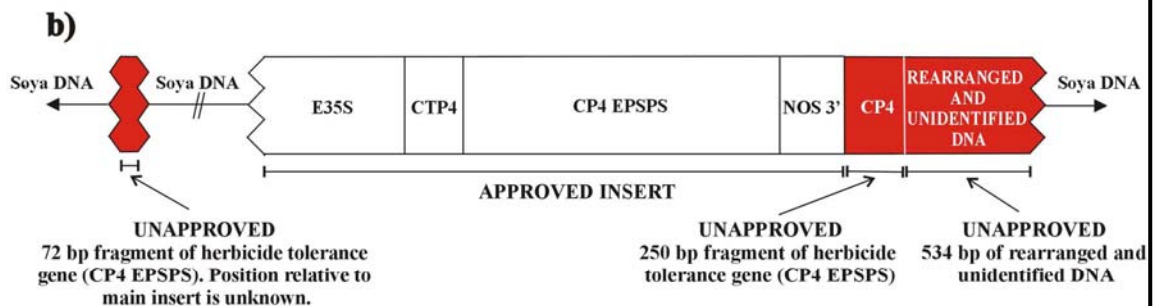 b)
Soya DNA
Soya DNA
E35S
CTP4
CP4 EPSPS
NOS 3'
CP4
REARRANGED
AND
UNIDENTIFIED
DNA
Soya DNA
APPROVED INSERT
UNAPPROVED
72 bp fragment of herbicide tolerance
gene (CP4 EPSPS). Position relative to
main insert is unknown.
UNAPPROVED
250 bp fragment of herbicide
tolerance gene (CP4 EPSPS)
UNAPPROVED
534 bp of rearranged and
unidentified DNA